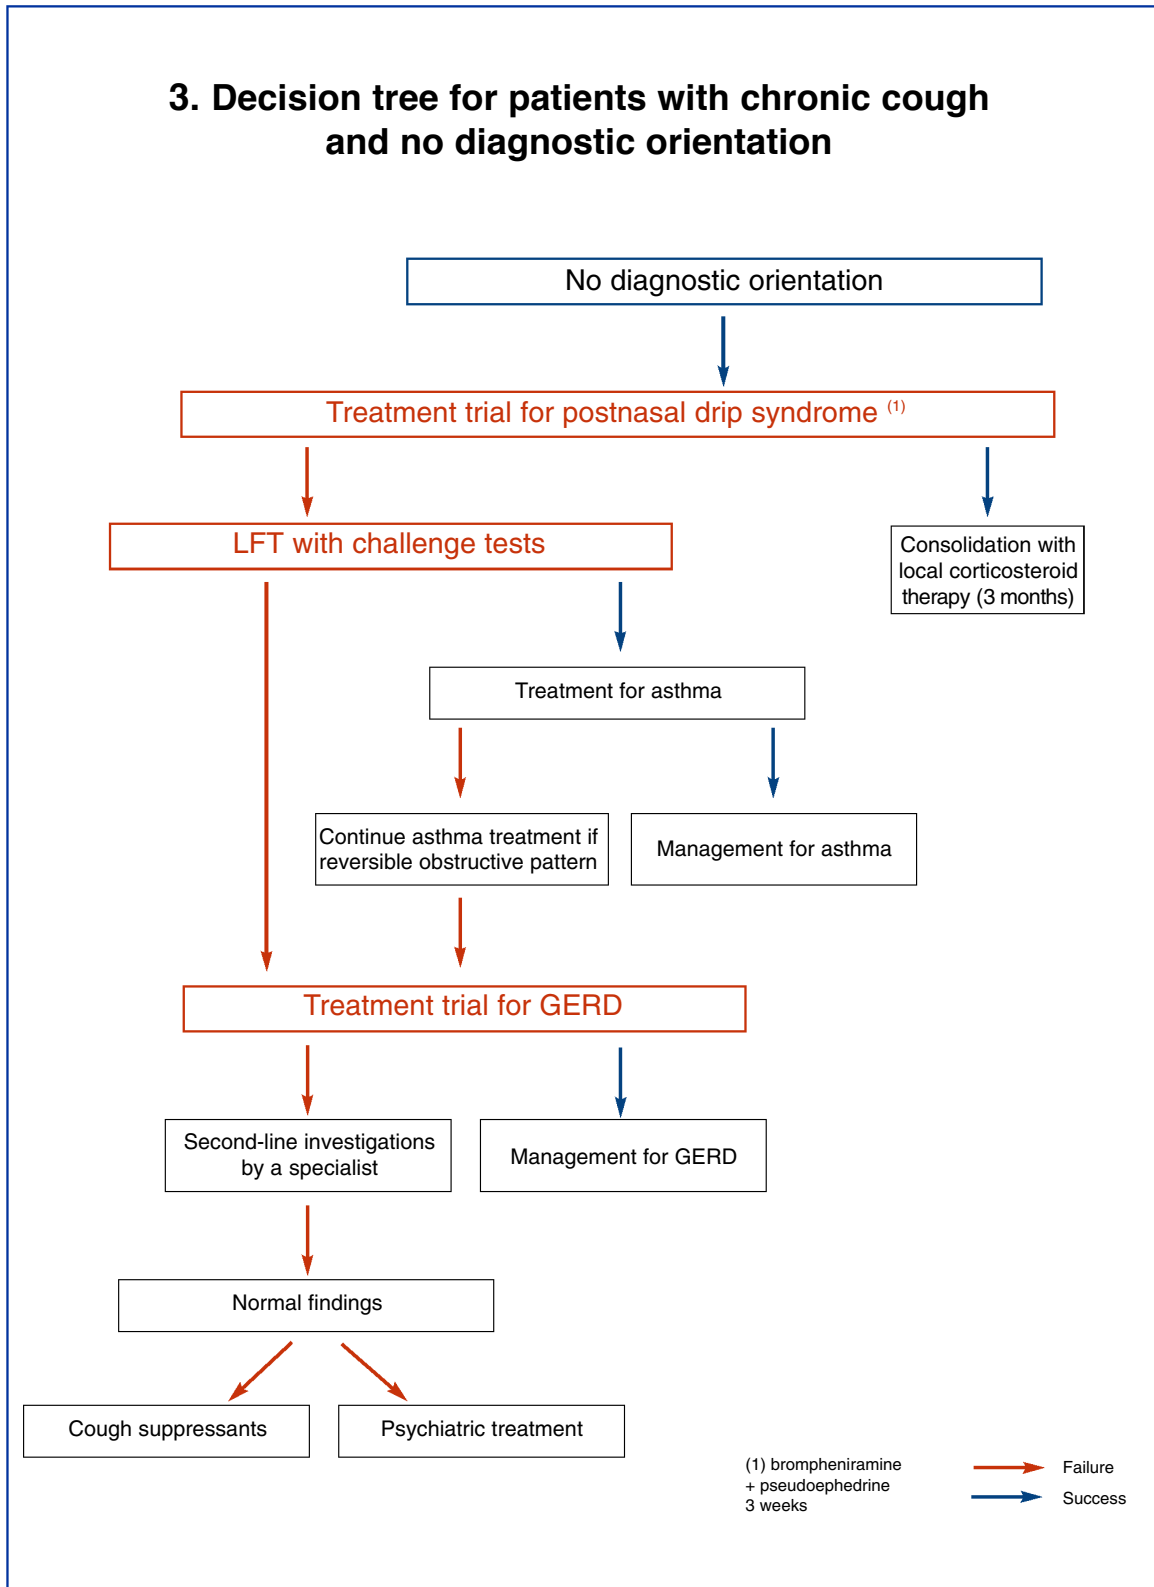 3. Decision tree for patients with chronic cough
and no diagnostic orientation
No diagnostic orientation
Treatment trial for postnasal drip syndrome (1)
LFT with challenge tests
Consolidation with
local corticosteroid
therapy (3 months)
Treatment for asthma
Continue asthma treatment if
reversible obstructive pattern
Management for asthma
Treatment trial for GERD
Second-line investigations
by a specialist
Management for GERD
Normal findings
Cough suppressants
Psychiatric treatment
(1) brompheniramine
+ pseudoephedrine
3 weeks
Failure
Success